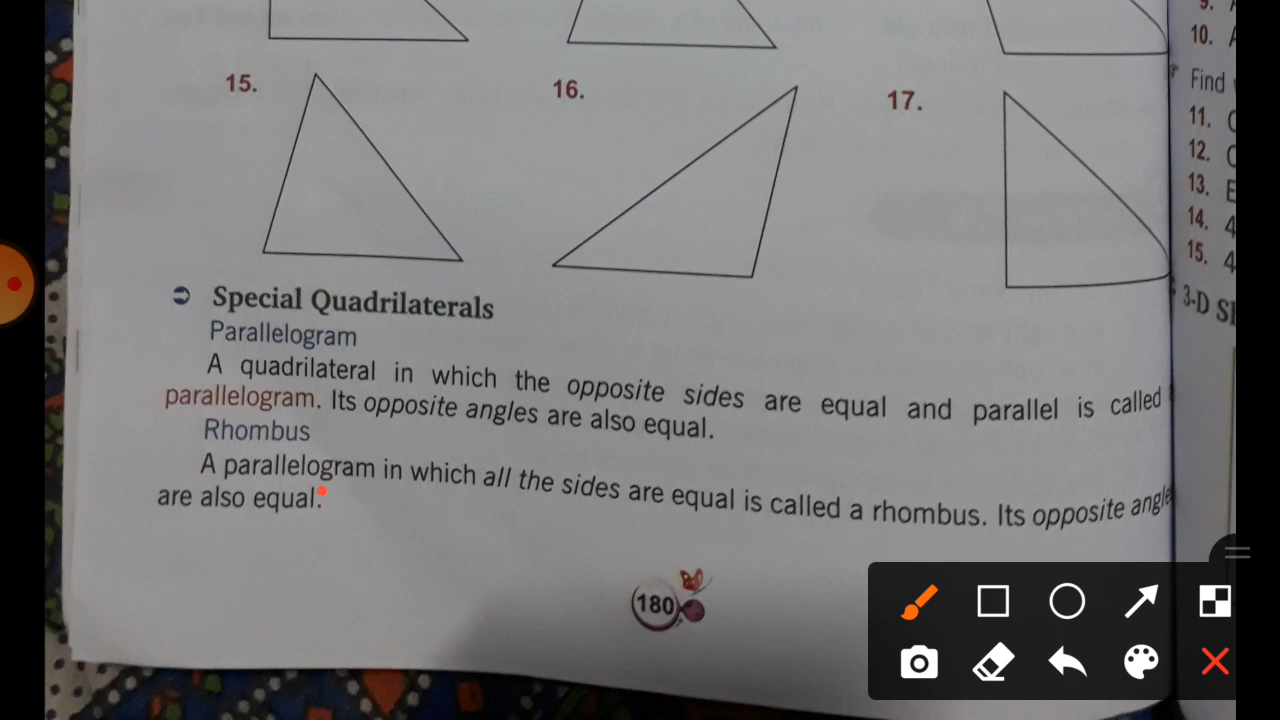 9.
10.
15.
16.
17.
Find
11.
12.
13.
14. 4
15. 4
Special Quadrilaterals
3-D
Parallelogram
A quadrilateral in which the opposite sides are equal and parallel is called
parallelogram. Its opposite angles are also equal.
Rhombus
A parallelogram in which all the sides are equal is called a rhombus. Its opposite
are also equal.
180